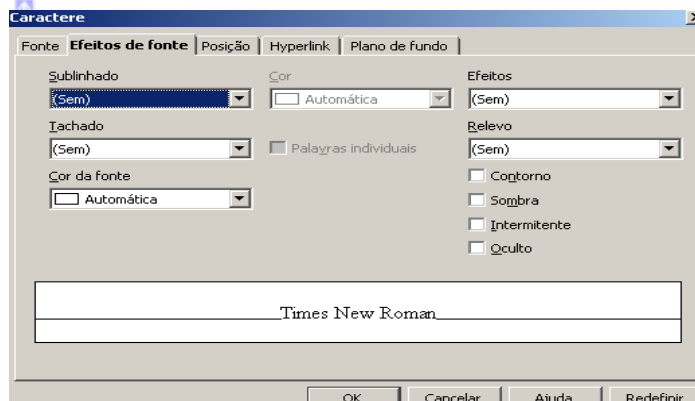 Caractere
Fonte Efeitos de fonte Posição Hyperlink Plano de fundo
Sublinhado Cor Efeitos
(Sem) Automática (Sem)
Tachado Relevo
(Sem) Palavras individuais (Sem)
Cor da fonte Contorno
Automática Sombra
Intermitente
Oculto
Times New Roman
OK Cancelar Ajuda Redefinir